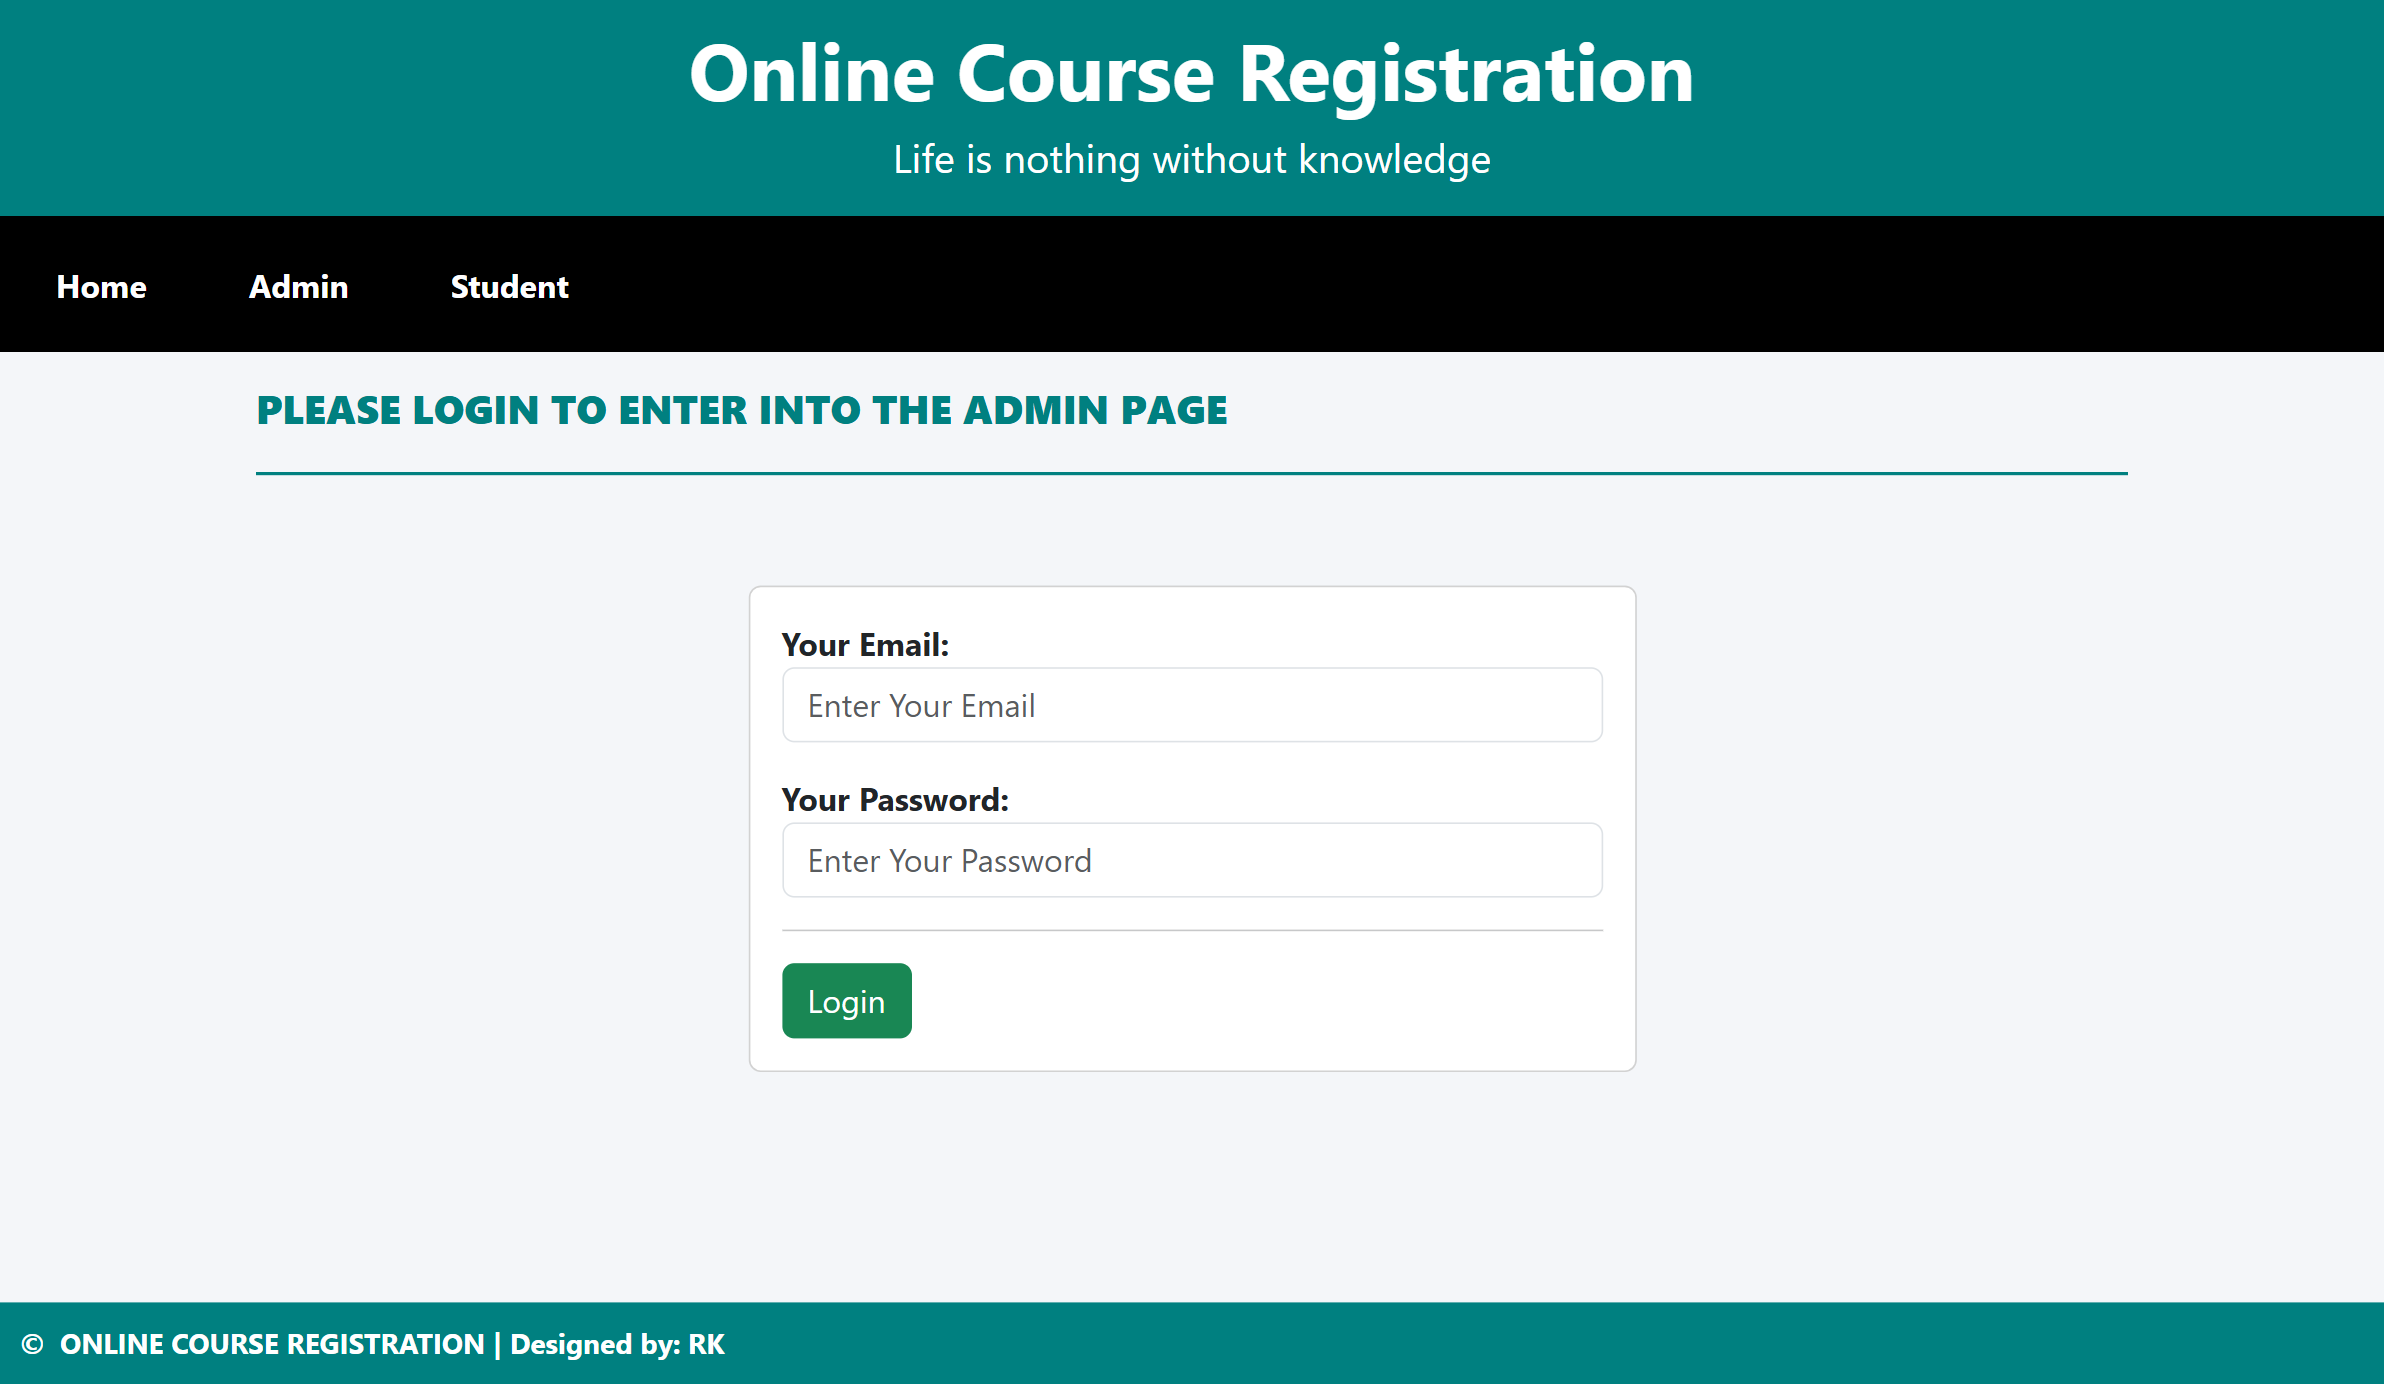 Online Course Registration
Life is nothing without knowledge
Home Admin Student
PLEASE LOGIN TO ENTER INTO THE ADMIN PAGE
Your Email:
Enter Your Email
Your Password:
Enter Your Password
Login
© ONLINE COURSE REGISTRATION | Designed by: RK